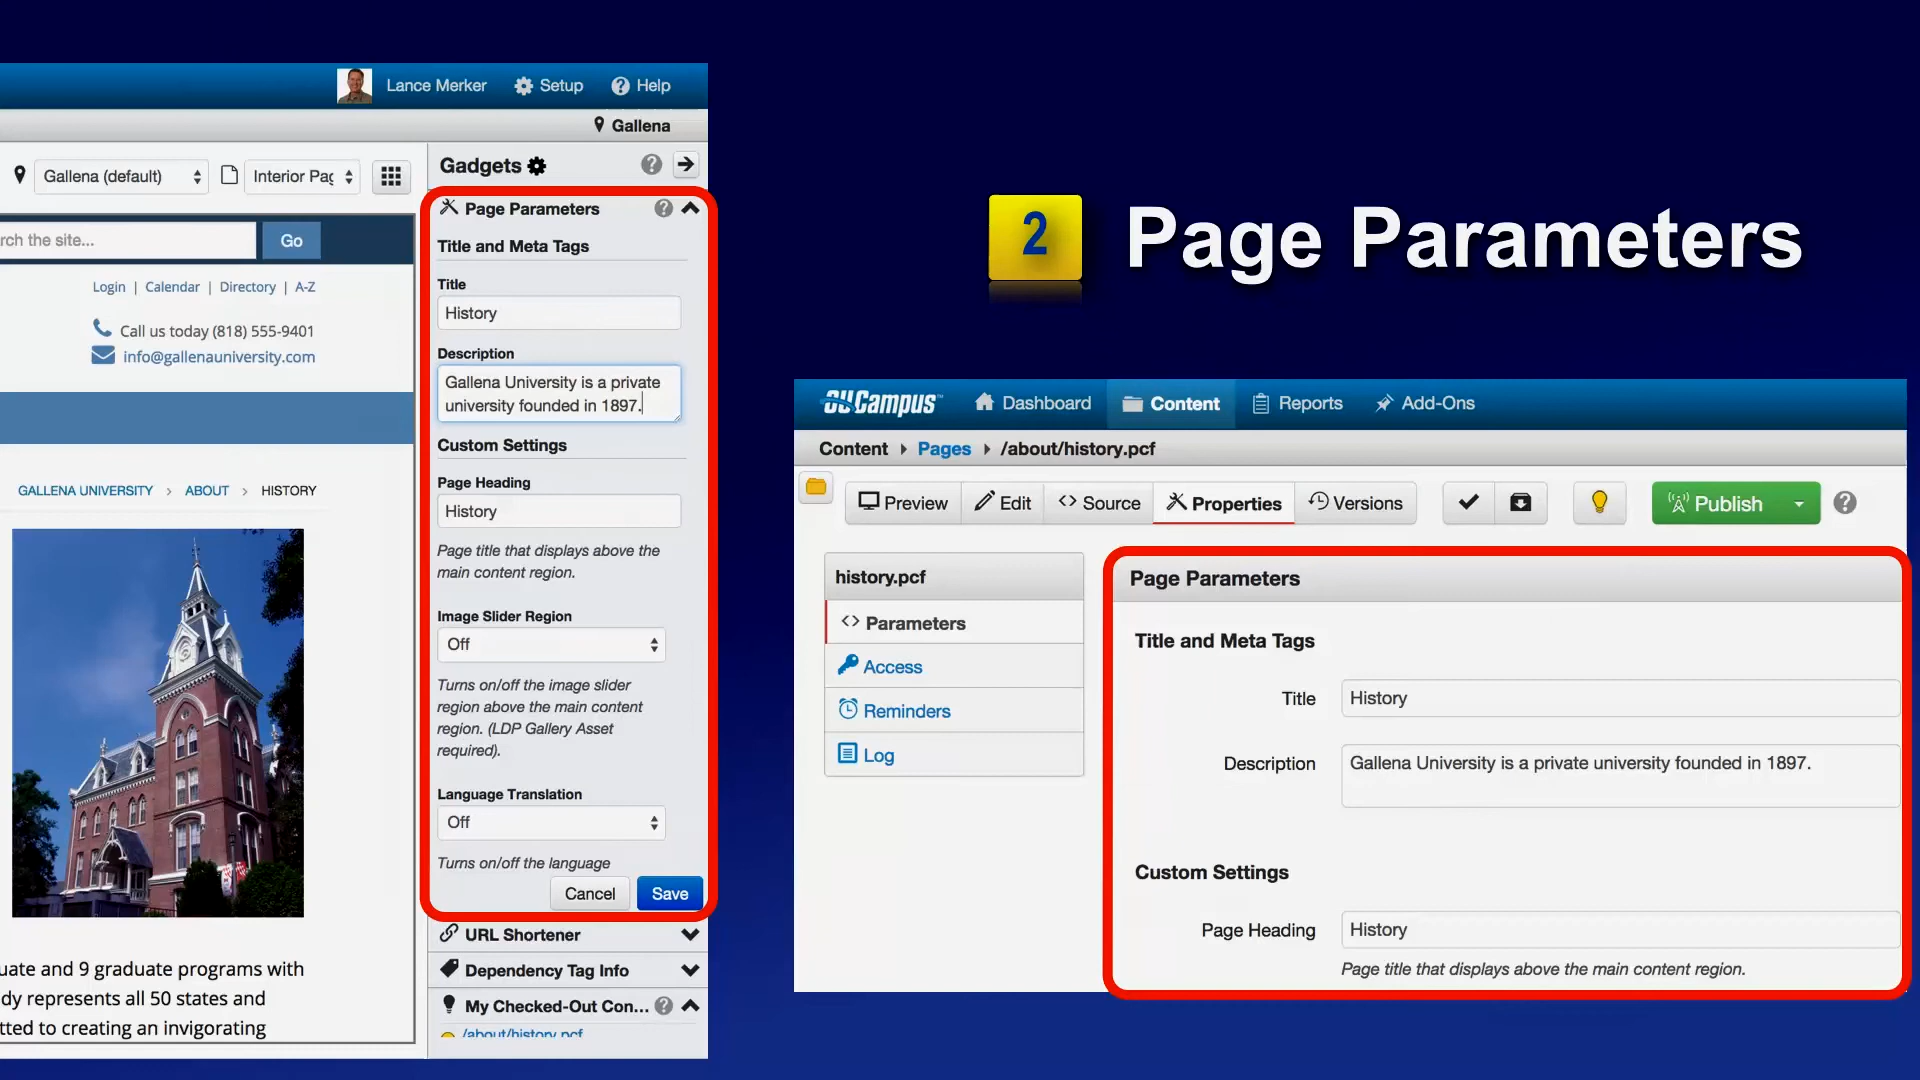 Lance Merker Setup Help
Gallena
Gallena (default) Interior Pag
Gadgets
rch the site... Go
Login | Calendar | Directory | A-Z
Call us today (818) 555-9401
info@gallenauniversity.com
GALLENA UNIVERSITY > ABOUT > HISTORY
uate and 9 graduate programs with
dy represents all 50 states and
tted to creating an invigorating
Page Parameters
Title and Meta Tags
Title
History
Description
Gallena University is a private
university founded in 1897.
Custom Settings
Page Heading
History
Page title that displays above the
main content region.
Image Slider Region
Off
Turns on/off the image slider
region above the main content
region. (LDP Gallery Asset
required).
Language Translation
Off
Turns on/off the language
Cancel Save
URL Shortener
Dependency Tag Info
My Checked-Out Con...
/about/history.pcf
2 Page Parameters
OU Campus™ Dashboard Content Reports Add-Ons
Content Pages /about/history.pcf
Preview Edit Source Properties Versions Publish
history.pcf
Parameters
Access
Reminders
Log
Page Parameters
Title and Meta Tags
Title History
Description Gallena University is a private university founded in 1897.
Custom Settings
Page Heading History
Page title that displays above the main content region.